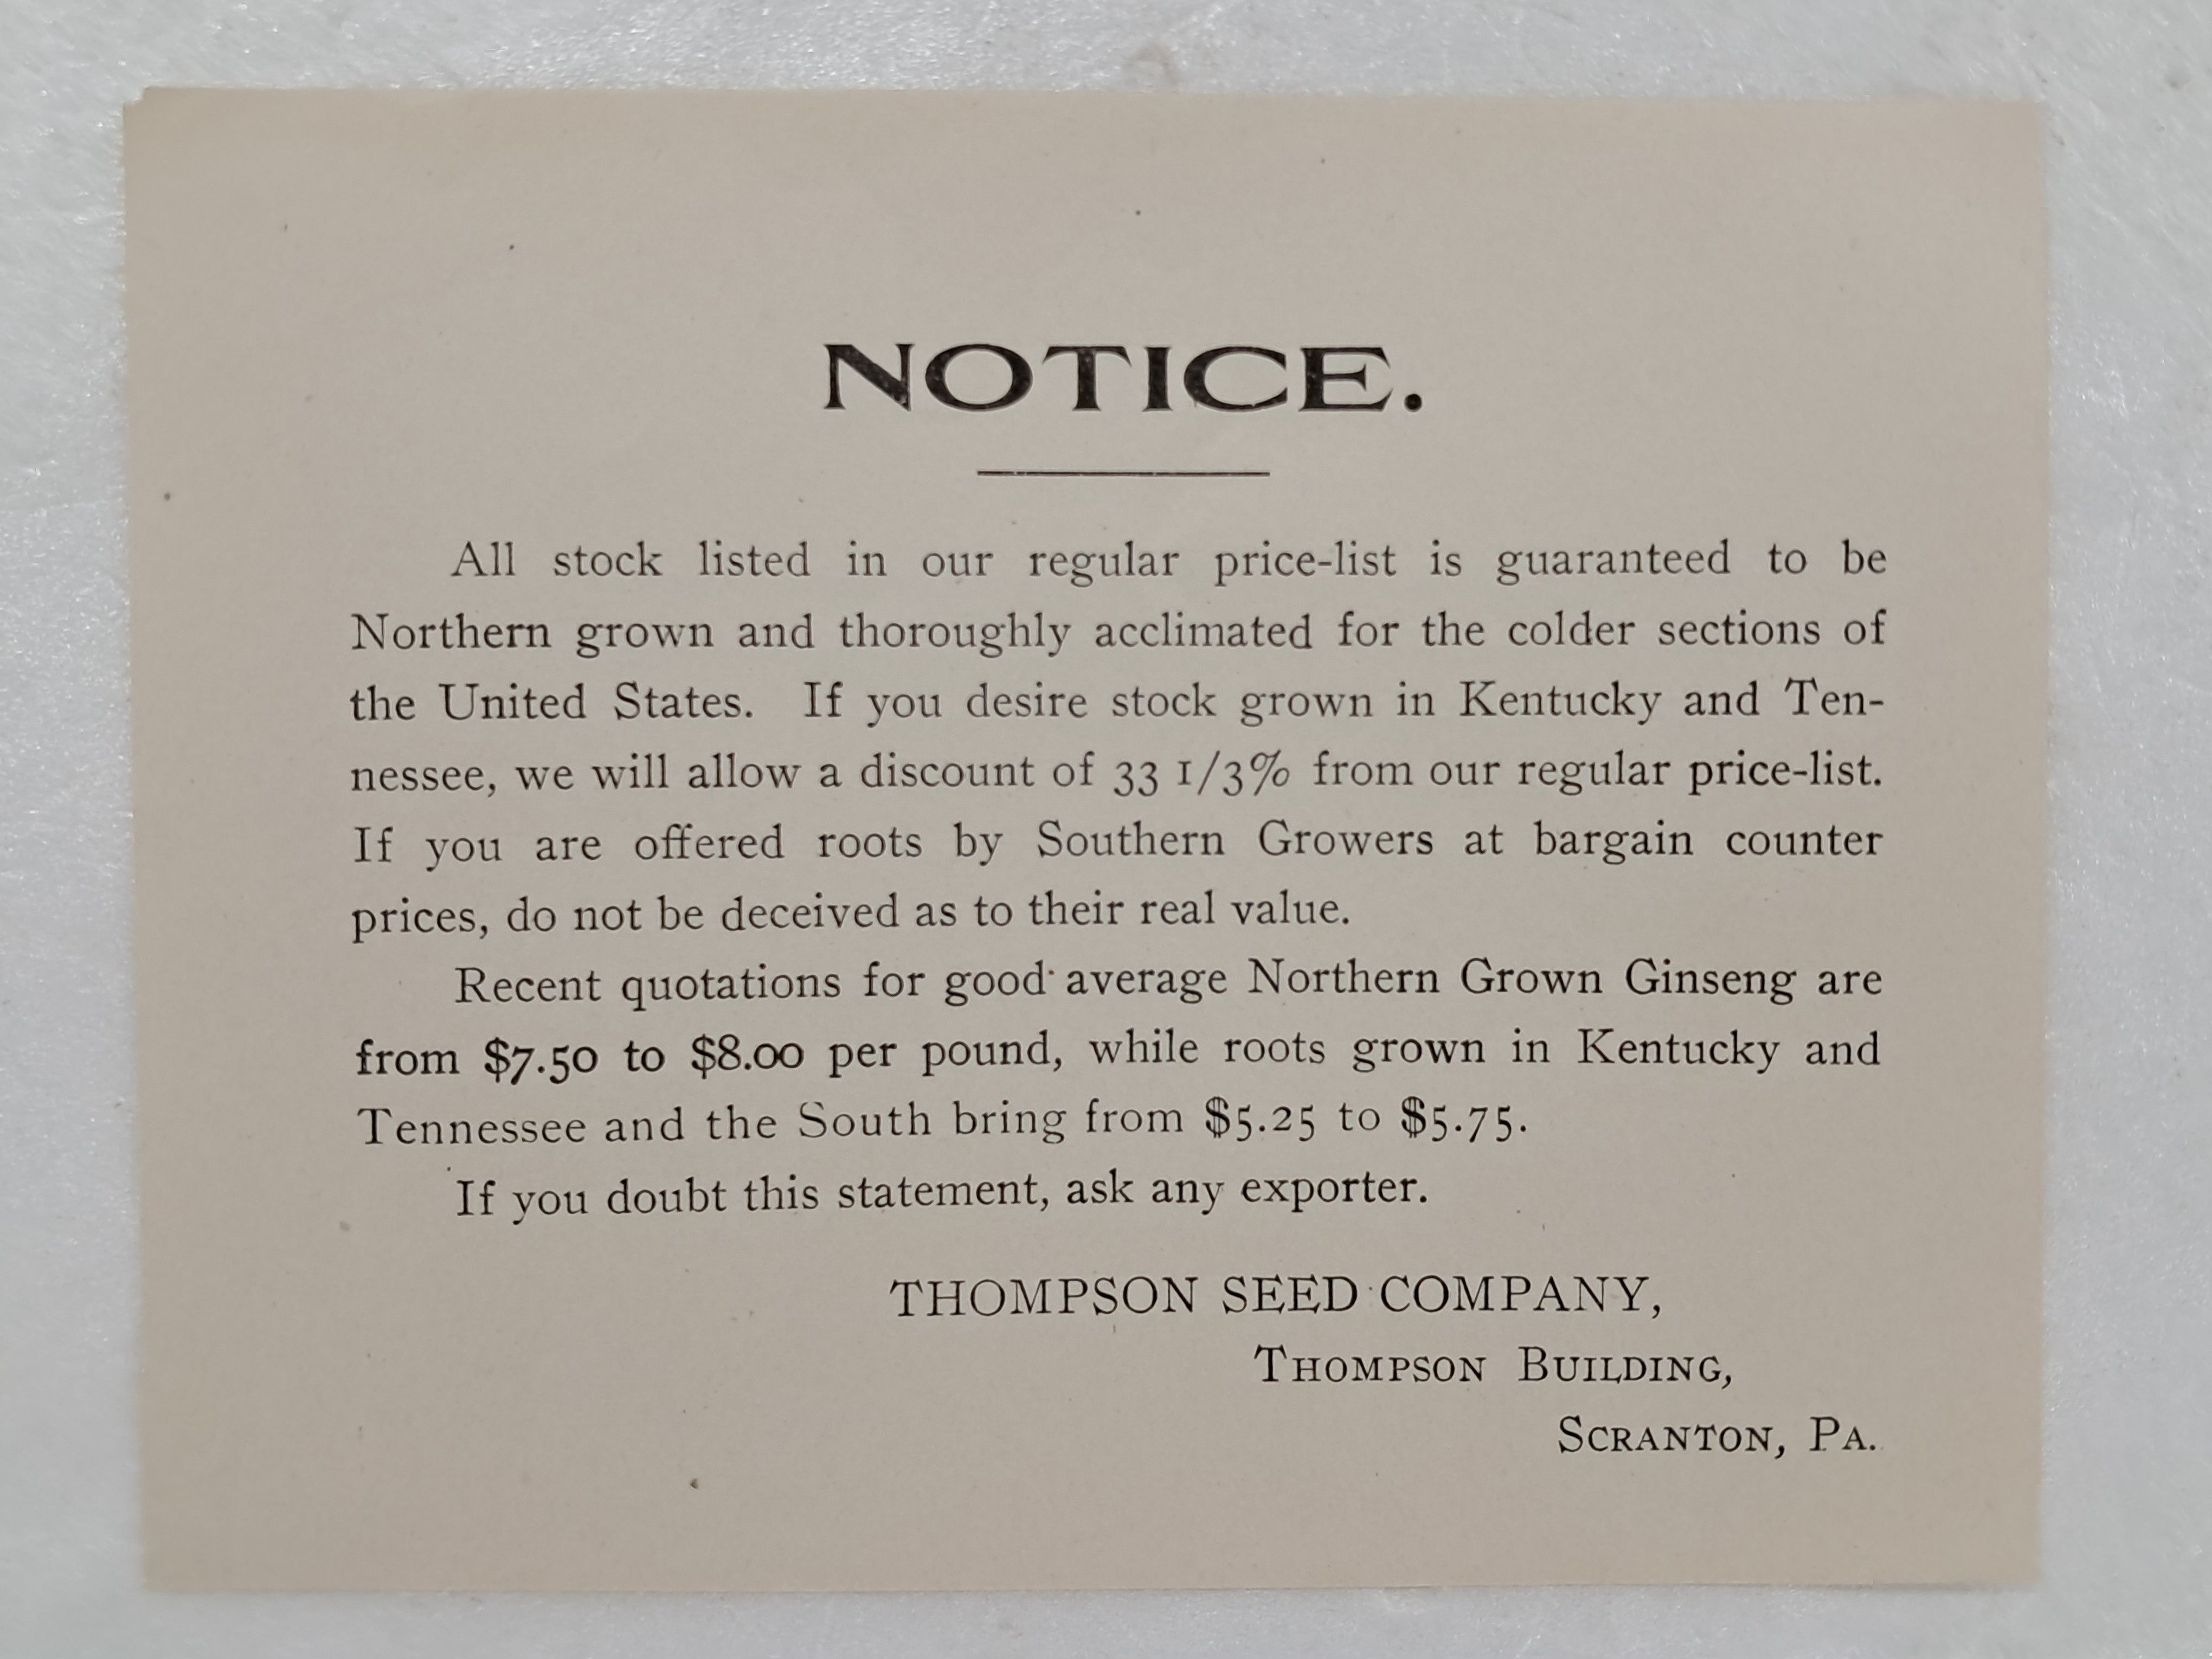 NOTICE.
All stock listed in our regular price-list is guaranteed to be
Northern grown and thoroughly acclimated for the colder sections of
the United States. If you desire stock grown in Kentucky and Ten-
nessee, we will allow a discount of 33 1/3% from our regular price-list.
If you are offered roots by Southern Growers at bargain counter
prices, do not be deceived as to their real value.
Recent quotations for good average Northern Grown Ginseng are
from $7.50 to $8.00 per pound, while roots grown in Kentucky and
Tennessee and the South bring from $5.25 to $5.75.
If you doubt this statement, ask any exporter.
THOMPSON SEED COMPANY,
THOMPSON BUILDING,
SCRANTON, PA.